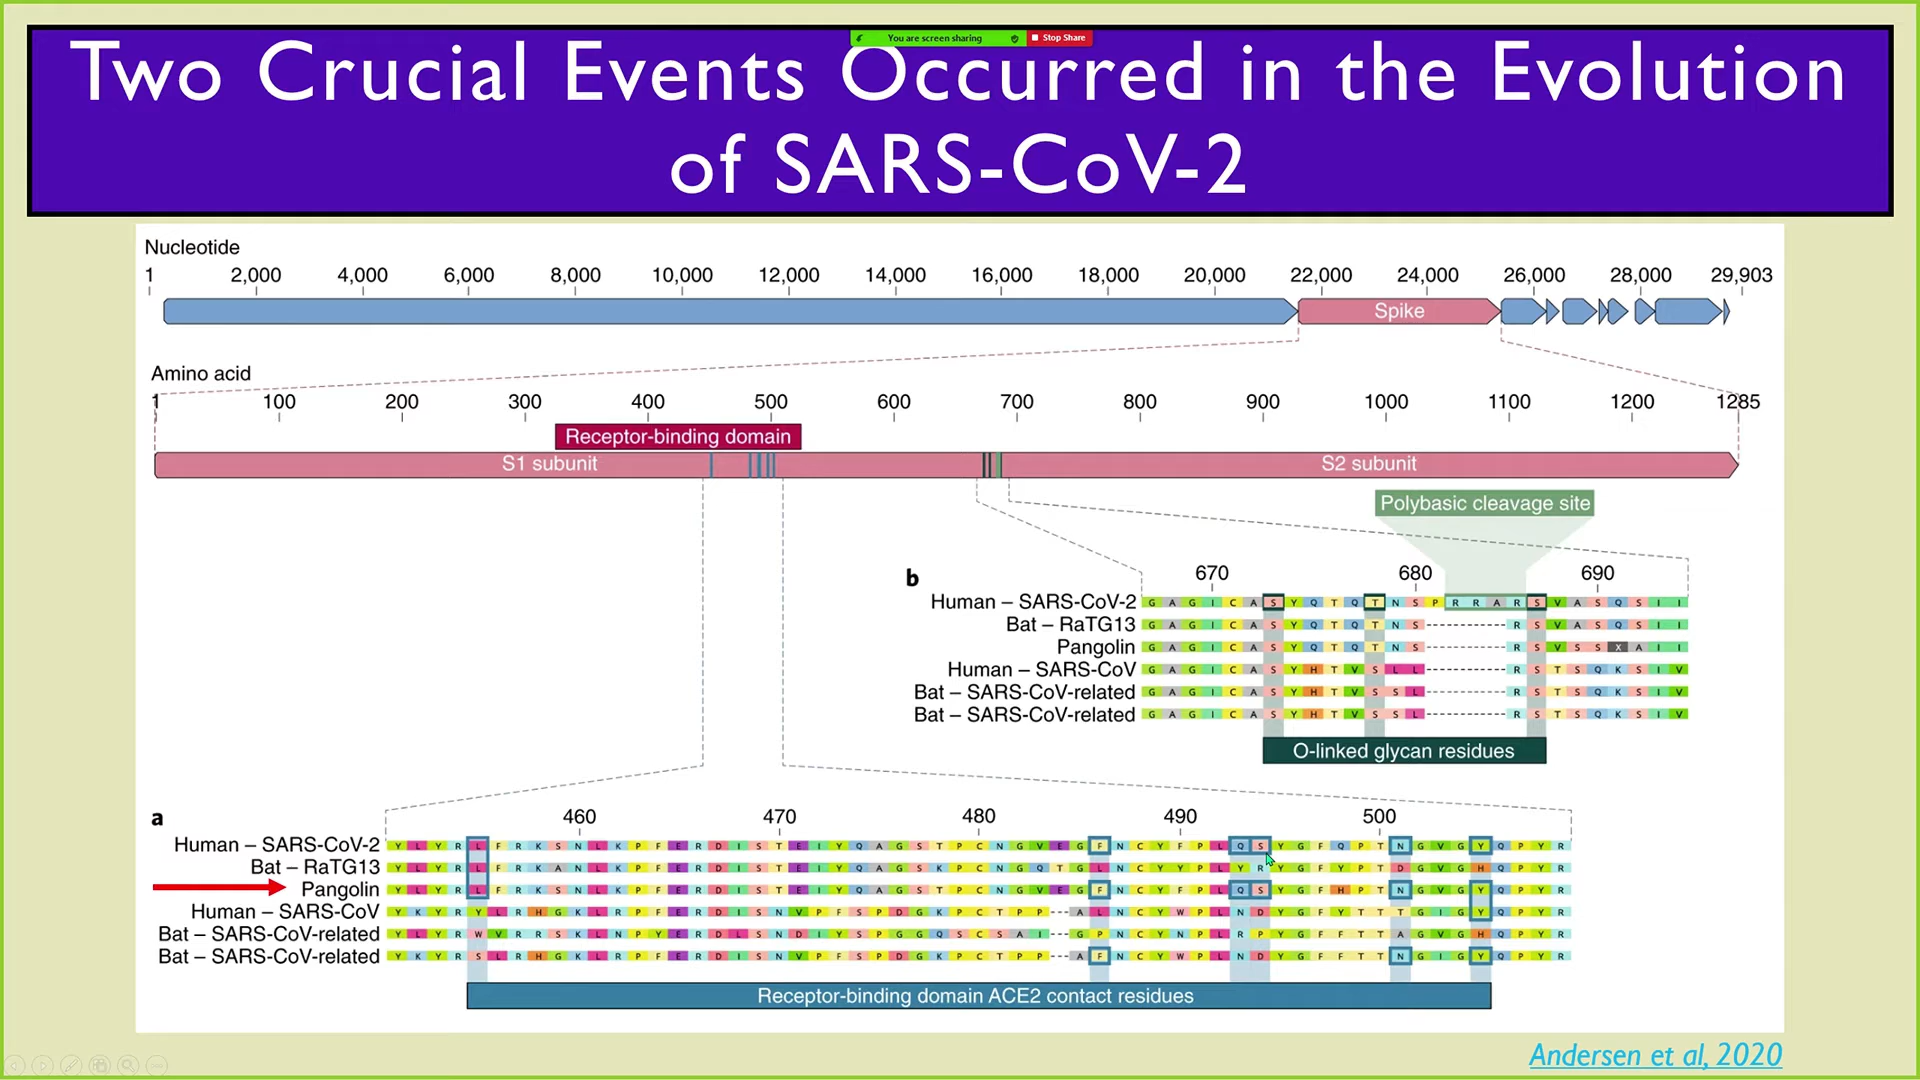 You are screen sharing
Stop Share
Two Crucial Events Occurred in the Evolution
of SARS-CoV-2
Nucleotide
1 2,000 4,000 6,000 8,000 10,000 12,000 14,000 16,000 18,000 20,000 22,000 24,000 26,000 28,000 29,903
Spike
Amino acid
1 100 200 300 400 500 600 700 800 900 1000 1100 1200 1285
Receptor-binding domain
S1 subunit S2 subunit
Polybasic cleavage site
b 670 680 690
Human – SARS-CoV-2 G A G I C A S Y Q T Q T N S P R R A R S V A S Q S I I
Bat – RaTG13 G A G I C A S Y Q T Q T N S ---------- R S V A S Q S I I
Pangolin G A G I C A S Y Q T Q T N S ---------- R S V S S X A I I
Human – SARS-CoV G A G I C A S Y H T V S L L ---------- R S T S Q K S I V
Bat – SARS-CoV-related G A G I C A S Y H T V S S L ---------- R S T S Q K S I V
Bat – SARS-CoV-related G A G I C A S Y H T V S S L ---------- R S T S Q K S I V
O-linked glycan residues
a 460 470 480 490 500
Human – SARS-CoV-2 Y L Y R L F R K S N L K P F E R D I S T E I Y Q A G S T P C N G V E G F N C Y F P L Q S Y G F Q P T N G V G Y Q P Y R
Bat – RaTG13 Y L Y R L F R K A N L K P F E R D I S T E I Y Q A G S K P C N G Q T G L N C Y Y P L Y R Y G F Y P T D G V G H Q P Y R
Pangolin Y L Y R L F R K S N L K P F E R D I S T E I Y Q A G S T P C N G V E G F N C Y F P L Q S Y G F H P T N G V G Y Q P Y R
Human – SARS-CoV Y K Y R Y L R H G K L R P F E R D I S N V P F S P D G K P C T P P --- A L N C Y W P L N D Y G F Y T T T G I G Y Q P Y R
Bat – SARS-CoV-related Y L Y R W V R R S K L N P Y E R D L S N D I Y S P G G Q S C S A I --- G P N C Y N P L R P Y G F F T T A G V G H Q P Y R
Bat – SARS-CoV-related Y K Y R S L R H G K L R P F E R D I S N V P F S P D G K P C T P P --- A F N C Y W P L N D Y G F T T N G I G Y Q P Y R
Receptor-binding domain ACE2 contact residues
Andersen et al, 2020